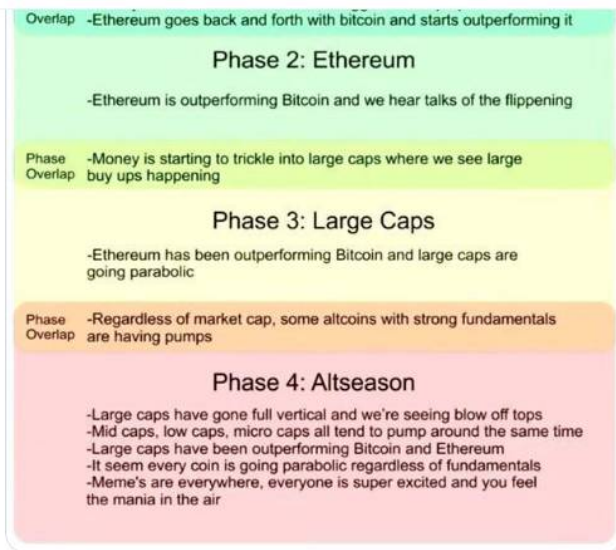 Overlap -Ethereum goes back and forth with bitcoin and starts outperforming it
Phase 2: Ethereum
-Ethereum is outperforming Bitcoin and we hear talks of the flippening
Phase -Money is starting to trickle into large caps where we see large
Overlap buy ups happening
Phase 3: Large Caps
-Ethereum has been outperforming Bitcoin and large caps are
going parabolic
Phase -Regardless of market cap, some altcoins with strong fundamentals
Overlap are having pumps
Phase 4: Altseason
-Large caps have gone full vertical and we're seeing blow off tops
-Mid caps, low caps, micro caps all tend to pump around the same time
-Large caps have been outperforming Bitcoin and Ethereum
-It seem every coin is going parabolic regardless of fundamentals
-Meme's are everywhere, everyone is super excited and you feel
the mania in the air